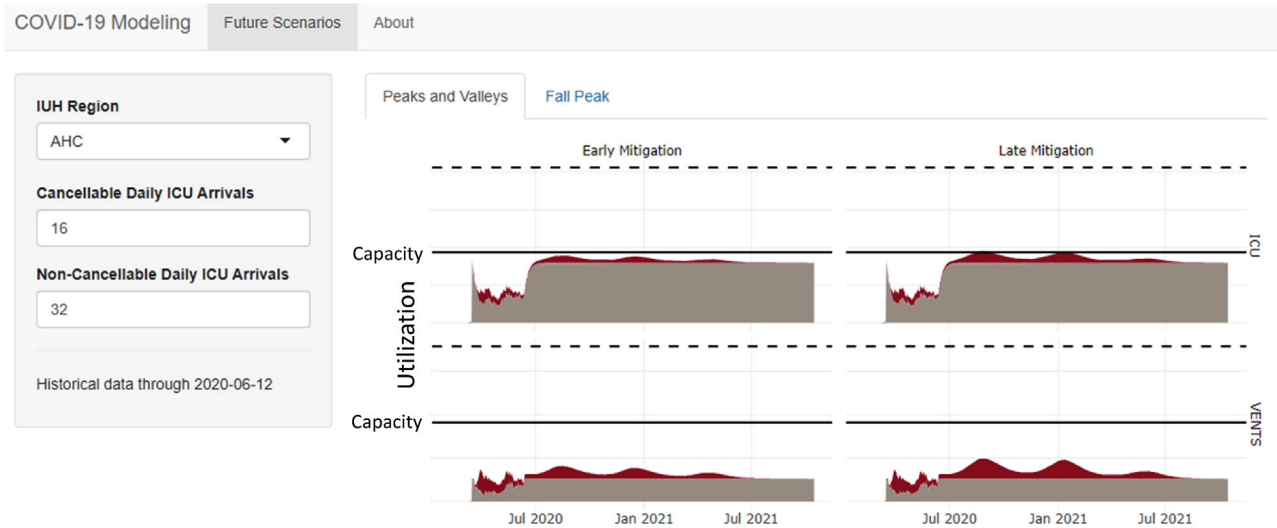 COVID-19 Modeling
Future Scenarios
About
IUH Region
AHC
Cancellable Daily ICU Arrivals
16
Non-Cancellable Daily ICU Arrivals
32
Historical data through 2020-06-12
Peaks and Valleys
Fall Peak
Early Mitigation
Late Mitigation
Capacity
ICU
Utilization
Capacity
VENTS
Jul 2020
Jan 2021
Jul 2021
Jul 2020
Jan 2021
Jul 2021